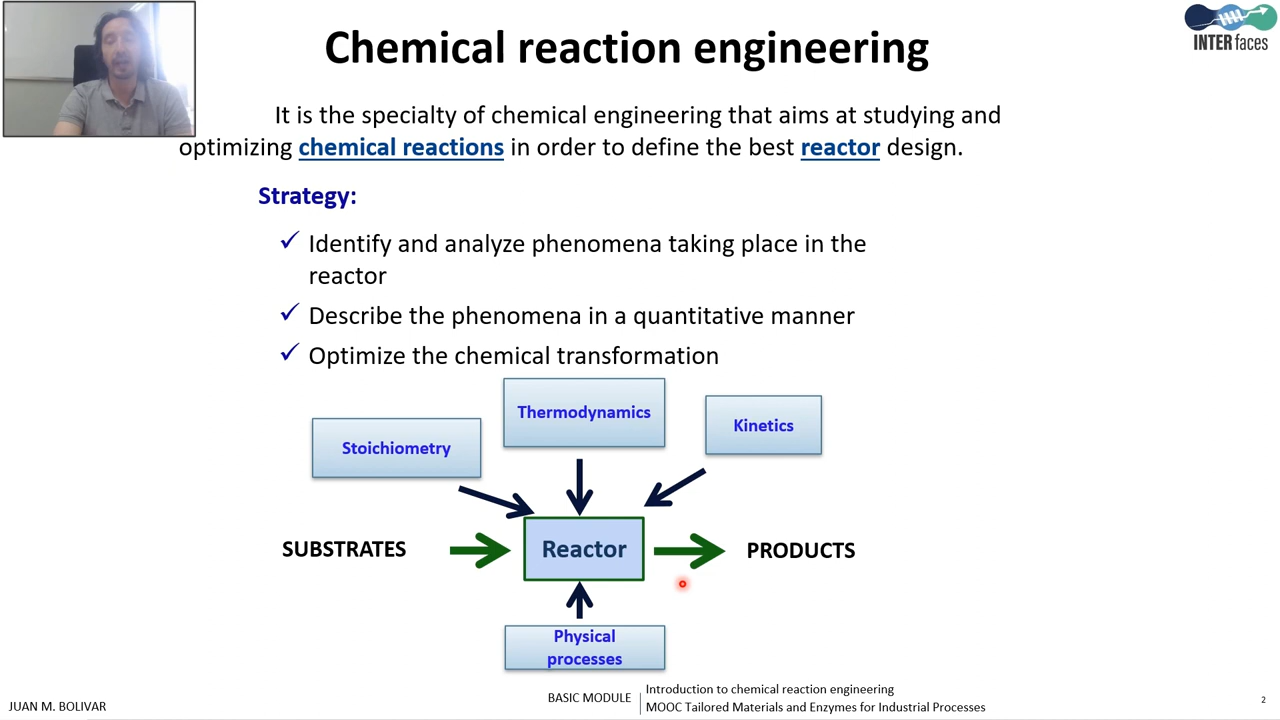 Chemical reaction engineering
INTERfaces
It is the specialty of chemical engineering that aims at studying and
optimizing chemical reactions in order to define the best reactor design.
Strategy:
✓ Identify and analyze phenomena taking place in the
reactor
✓ Describe the phenomena in a quantitative manner
✓ Optimize the chemical transformation
Stoichiometry
Thermodynamics
Kinetics
SUBSTRATES
Reactor
PRODUCTS
Physical
processes
JUAN M. BOLIVAR
BASIC MODULE
Introduction to chemical reaction engineering
MOOC Tailored Materials and Enzymes for Industrial Processes
2